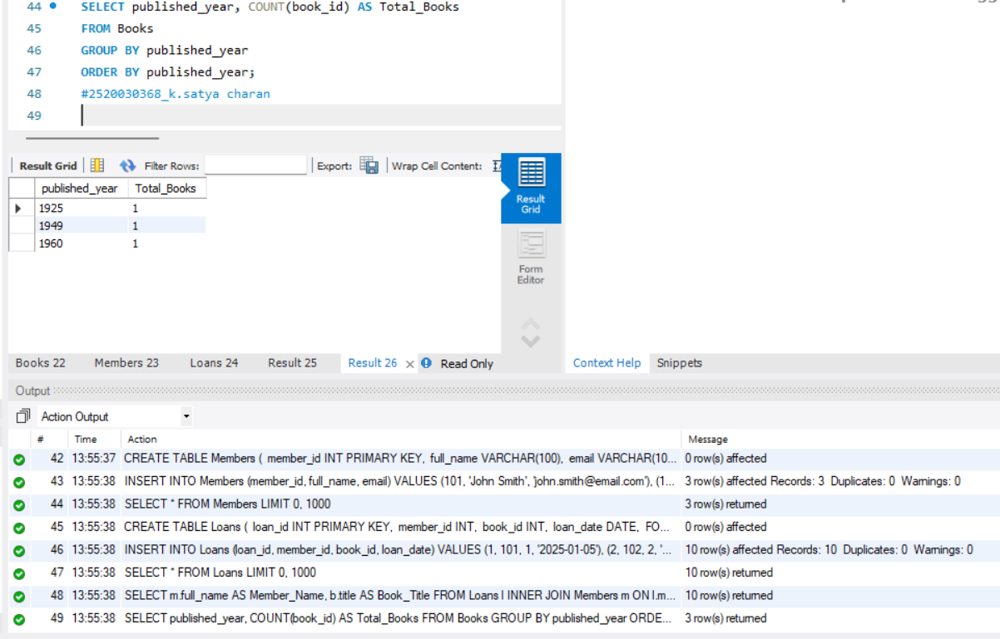 44 SELECT published_year, COUNT(book_id) AS Total_Books
45 FROM Books
46 GROUP BY published_year
47 ORDER BY published_year;
48 #2520030368_k.satya charan
49
Result Grid Filter Rows: Export: Wrap Cell Content:
published_year Total_Books
1925 1
1949 1
1960 1
Result
Grid
Form
Editor
Books 22 Members 23 Loans 24 Result 25 Result 26 Read Only Context Help Snippets
Output
Action Output
# Time Action Message
42 13:55:37 CREATE TABLE Members ( member_id INT PRIMARY KEY, full_name VARCHAR(100), email VARCHAR(10... 0 row(s) affected
43 13:55:38 INSERT INTO Members (member_id, full_name, email) VALUES (101, 'John Smith', 'john.smith@email.com'), (1... 3 row(s) affected Records: 3 Duplicates: 0 Warnings: 0
44 13:55:38 SELECT * FROM Members LIMIT 0, 1000 3 row(s) returned
45 13:55:38 CREATE TABLE Loans ( loan_id INT PRIMARY KEY, member_id INT, book_id INT, loan_date DATE, FO... 0 row(s) affected
46 13:55:38 INSERT INTO Loans (loan_id, member_id, book_id, loan_date) VALUES (1, 101, 1, '2025-01-05'), (2, 102, 2, '... 10 row(s) affected Records: 10 Duplicates: 0 Warnings: 0
47 13:55:38 SELECT * FROM Loans LIMIT 0, 1000 10 row(s) returned
48 13:55:38 SELECT m.full_name AS Member_Name, b.title AS Book_Title FROM Loans l INNER JOIN Members m ON l.m... 10 row(s) returned
49 13:55:38 SELECT published_year, COUNT(book_id) AS Total_Books FROM Books GROUP BY published_year ORDE... 3 row(s) returned